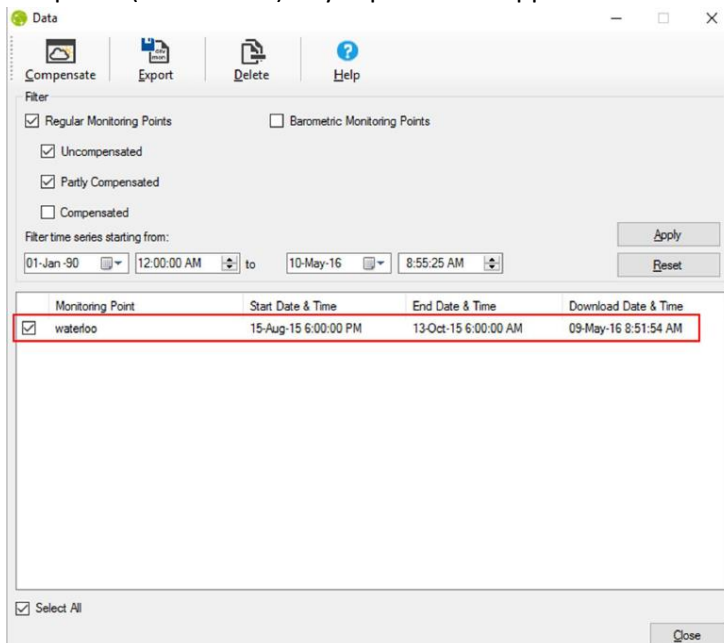 Data
Compensate Export Delete Help
Filter
Regular Monitoring Points Barometric Monitoring Points
Uncompensated
Partly Compensated
Compensated
Filter time series starting from:
Apply
01-Jan -90 12:00:00 AM to 10-May-16 8:55:25 AM Reset
Monitoring Point Start Date & Time End Date & Time Download Date & Time
waterloo 15-Aug-15 6:00:00 PM 13-Oct-15 6:00:00 AM 09-May-16 8:51:54 AM
Select All
Close